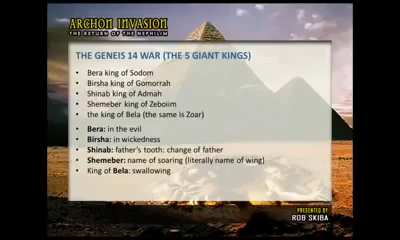 ARCHON INVASION
THE RETURN OF THE NEPHILIM
THE GENEIS 14 WAR (THE 5 GIANT KINGS)
• Bera king of Sodom
• Birsha king of Gomorrah
• Shinab king of Admah
• Shemeber king of Zeboiim
• the king of Bela (the same is Zoar)
• Bera: in the evil
• Birsha: in wickedness
• Shinab: father's tooth: change of father
• Shemeber: name of soaring (literally name of wing)
• King of Bela: swallowing
PRESENTED BY
ROB SKIBA